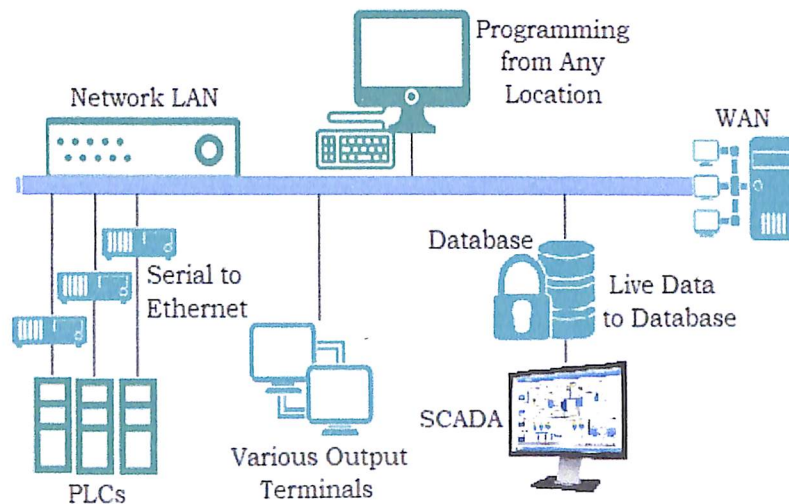 Programming
from Any
Location
Network LAN
WAN
Serial to
Ethernet
Database
Live Data
to Database
SCADA
PLCs
Various Output
Terminals